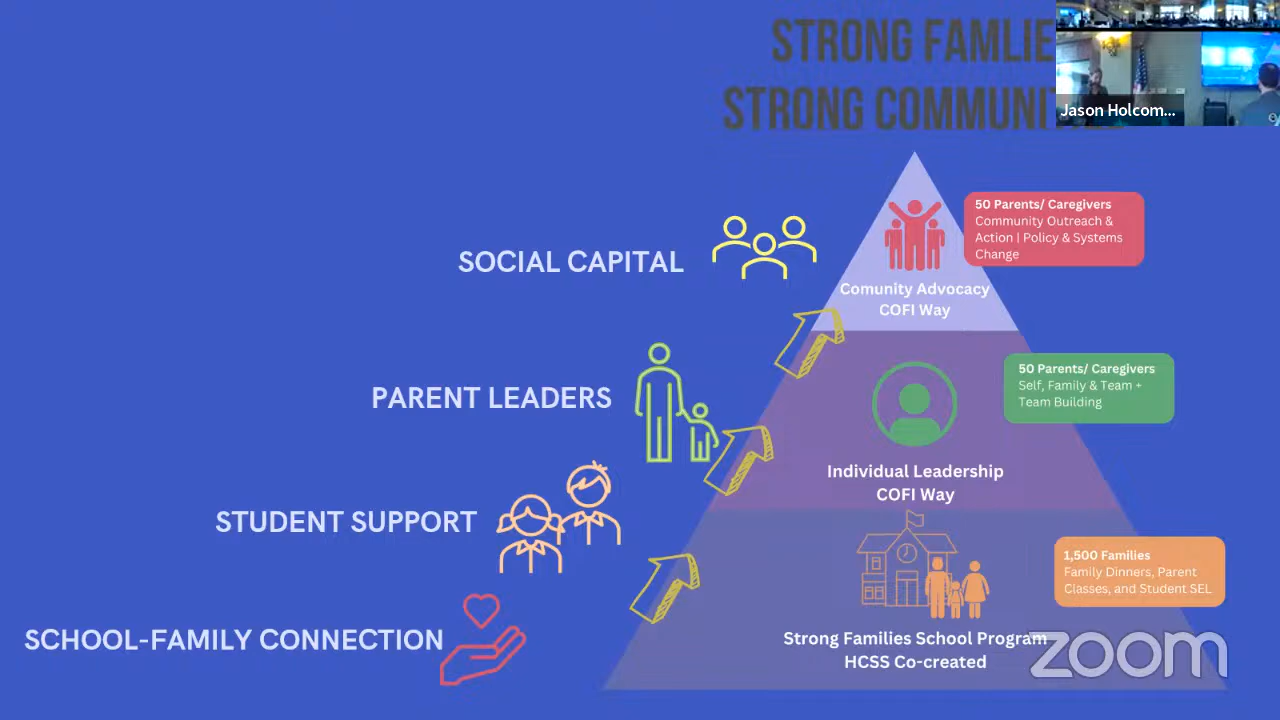 STRONG FAMLIE
STRONG COMMUNI
Jason Holcom...
50 Parents/ Caregivers
Community Outreach &
Action | Policy & Systems
Change
SOCIAL CAPITAL
Comunity Advocacy
COFI Way
50 Parents/ Caregivers
Self, Family & Team +
Team Building
PARENT LEADERS
Individual Leadership
COFI Way
STUDENT SUPPORT
1,500 Families
Family Dinners, Parent
Classes, and Student SEL
SCHOOL-FAMILY CONNECTION
Strong Families School Program
HCSS Co-created
zoom